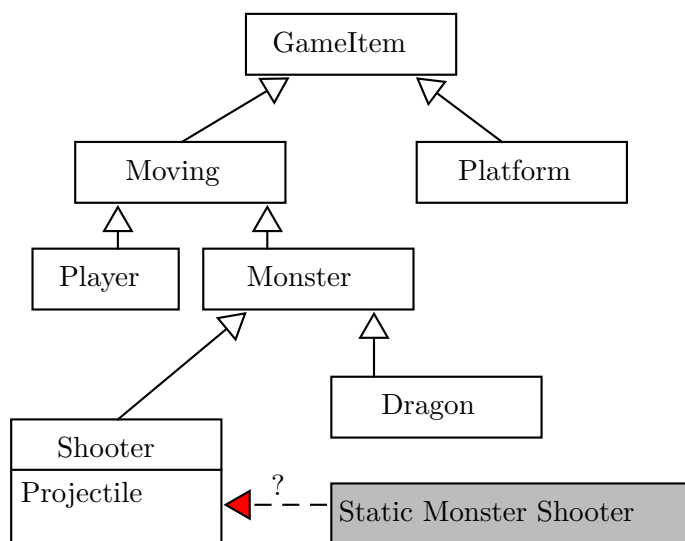 GameItem
Moving
Platform
Player
Monster
Dragon
Shooter
Projectile
?
Static Monster Shooter